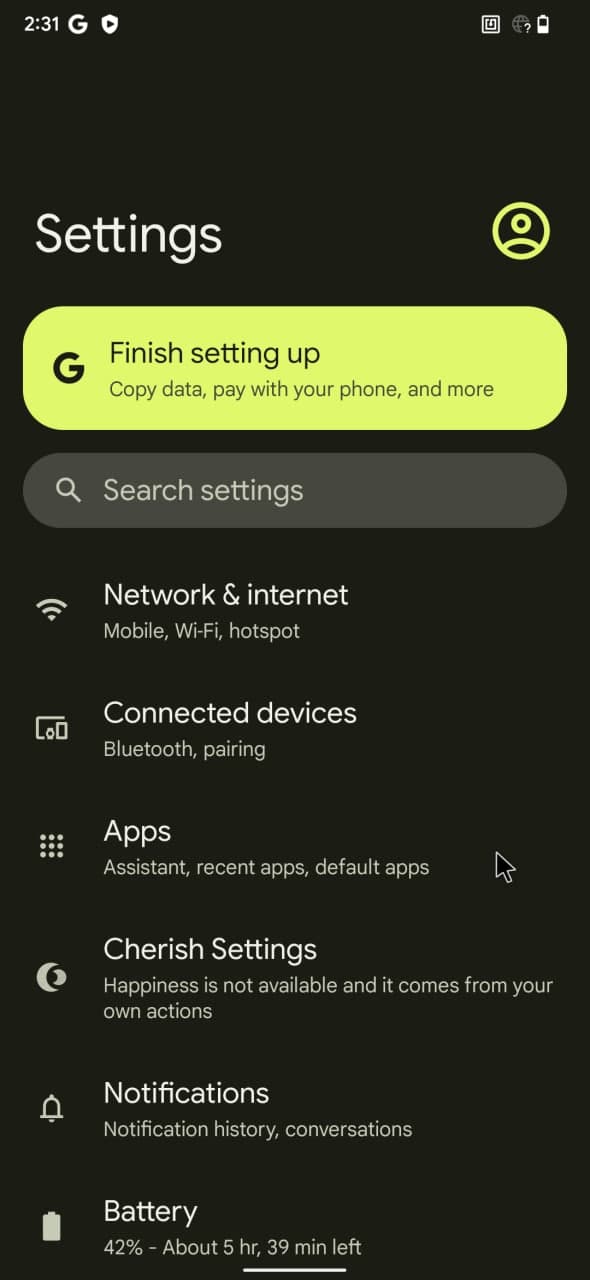 2:31
Settings
Finish setting up
Copy data, pay with your phone, and more
Search settings
Network & internet
Mobile, Wi-Fi, hotspot
Connected devices
Bluetooth, pairing
Apps
Assistant, recent apps, default apps
Cherish Settings
Happiness is not available and it comes from your
own actions
Notifications
Notification history, conversations
Battery
42% - About 5 hr, 39 min left